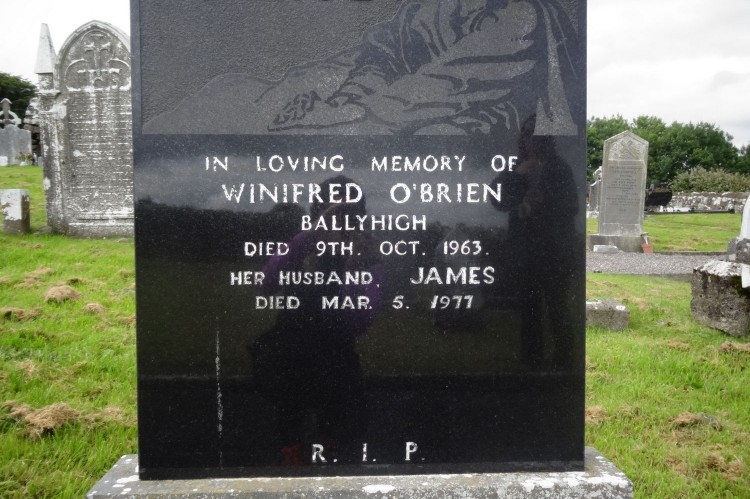 IN LOVING MEMORY OF
WINIFRED O'BRIEN
BALLYHIGH
DIED 9TH. OCT. 1963.
HER HUSBAND, JAMES
DIED MAR. 5. 1977
R. I. P.